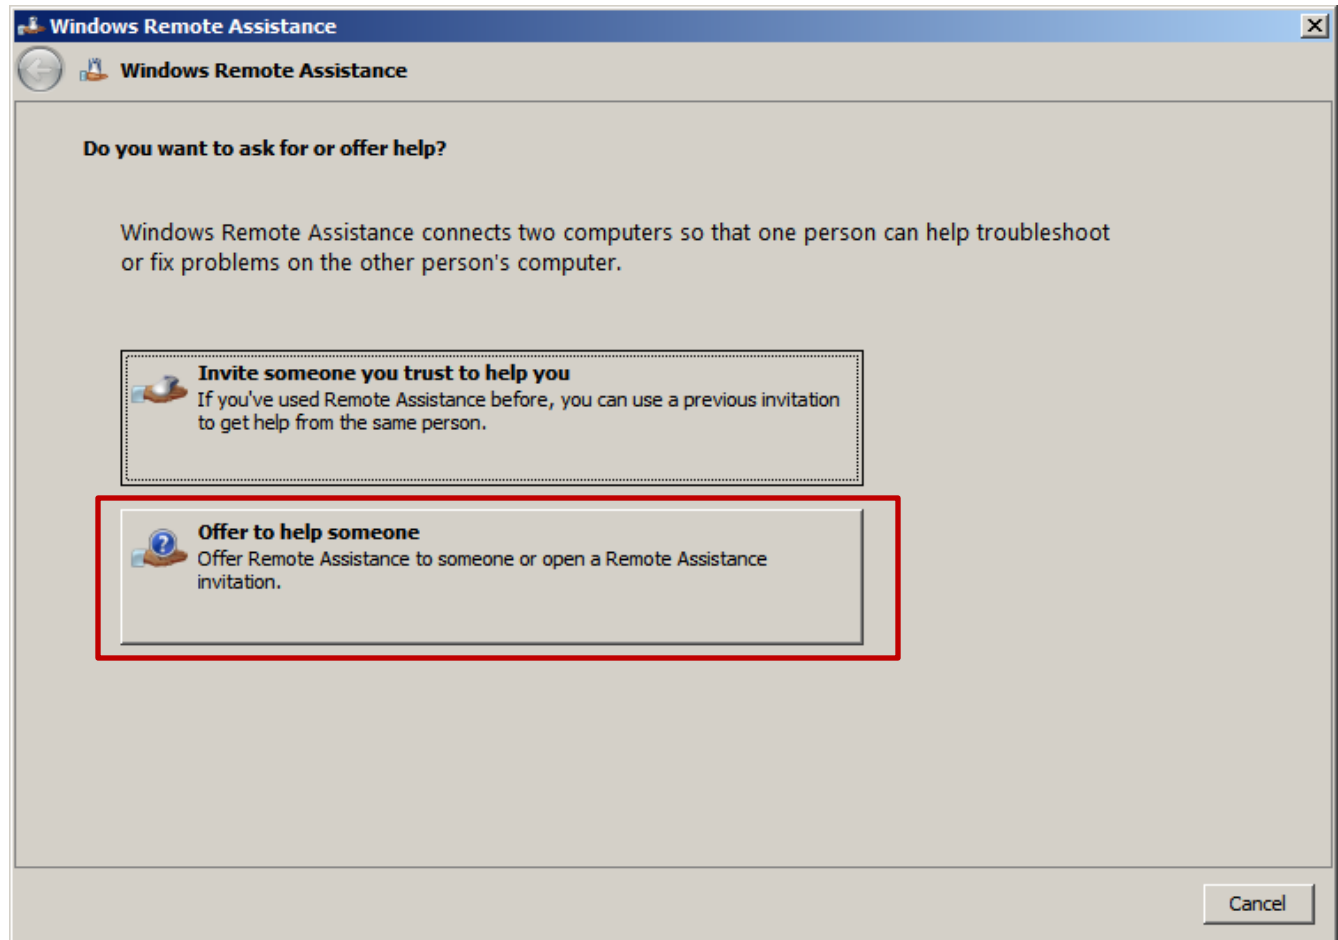 Windows Remote Assistance
Windows Remote Assistance
Do you want to ask for or offer help?
Windows Remote Assistance connects two computers so that one person can help troubleshoot
or fix problems on the other person's computer.
Invite someone you trust to help you
If you've used Remote Assistance before, you can use a previous invitation
to get help from the same person.
Offer to help someone
Offer Remote Assistance to someone or open a Remote Assistance
invitation.
Cancel